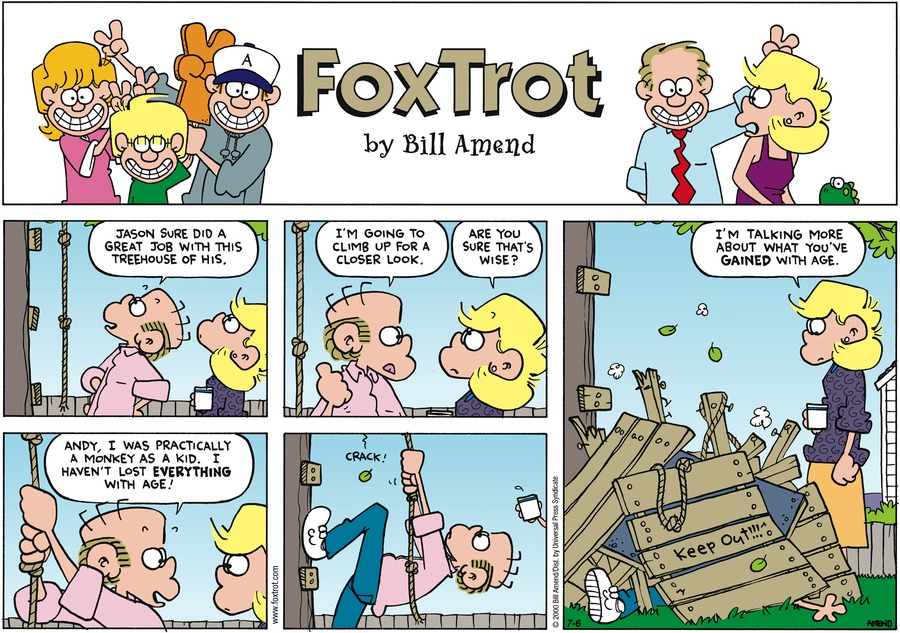 A
FOXTROT
by Bill Amend
JASON SURE DID A
GREAT JOB WITH THIS
TREEHOUSE OF HIS.
I'M GOING TO
CLIMB UP FOR A
CLOSER LOOK.
ARE YOU
SURE THAT'S
WISE?
ANDY, I WAS PRACTICALLY
A MONKEY AS A KID. I
HAVEN'T LOST EVERYTHING
WITH AGE!
www.foxtrot.com
CRACK!
© 2000 Bill Amend/Dist. by Universal Press Syndicate
I'M TALKING MORE
ABOUT WHAT YOU'VE
GAINED WITH AGE.
KEEP OUT!!!
7-6
AMEND